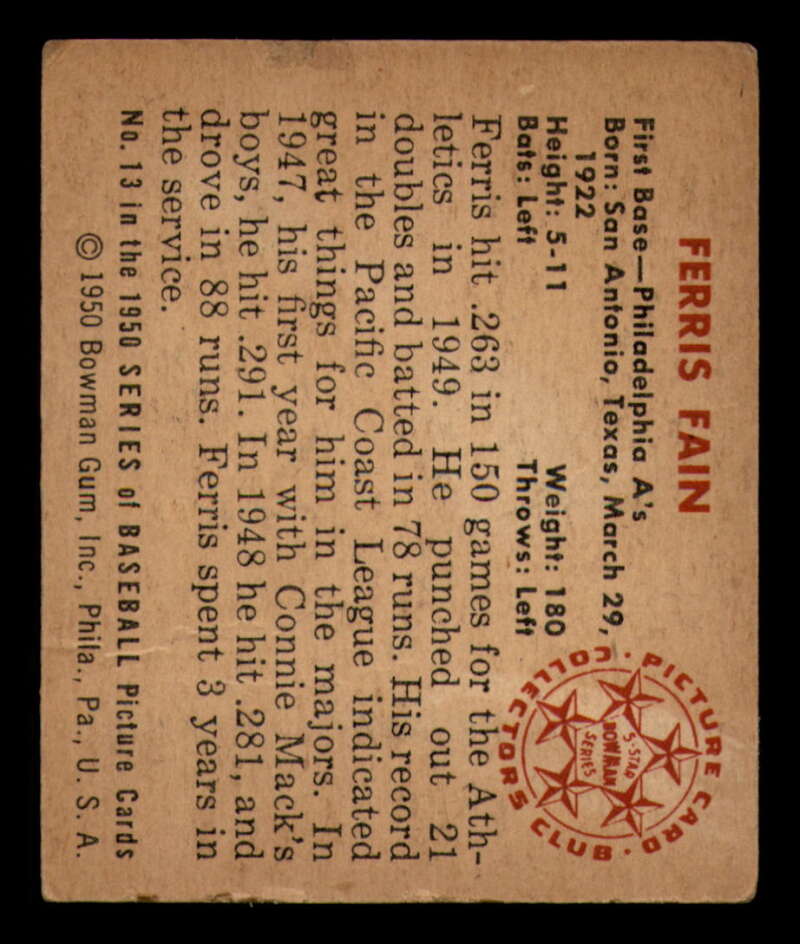 FERRIS FAIN
First Base—Philadelphia A's
Born: San Antonio, Texas, March 29,
1922
Height: 5-11 Weight: 180
Bats: Left Throws: Left
Ferris hit .263 in 150 games for the Ath-
letics in 1949. He punched out 21
doubles and batted in 78 runs. His record
in the Pacific Coast League indicated
great things for him in the majors. In
1947, his first year with Connie Mack's
boys, he hit .291. In 1948 he hit .281, and
drove in 88 runs. Ferris spent 3 years in
the service.
No. 13 in the 1950 SERIES of BASEBALL Picture Cards
©1950 Bowman Gum, Inc., Phila., Pa., U. S. A.
PICTURE CARD COLLECTORS CLUB
5-STAR
BOWMAN
SERIES